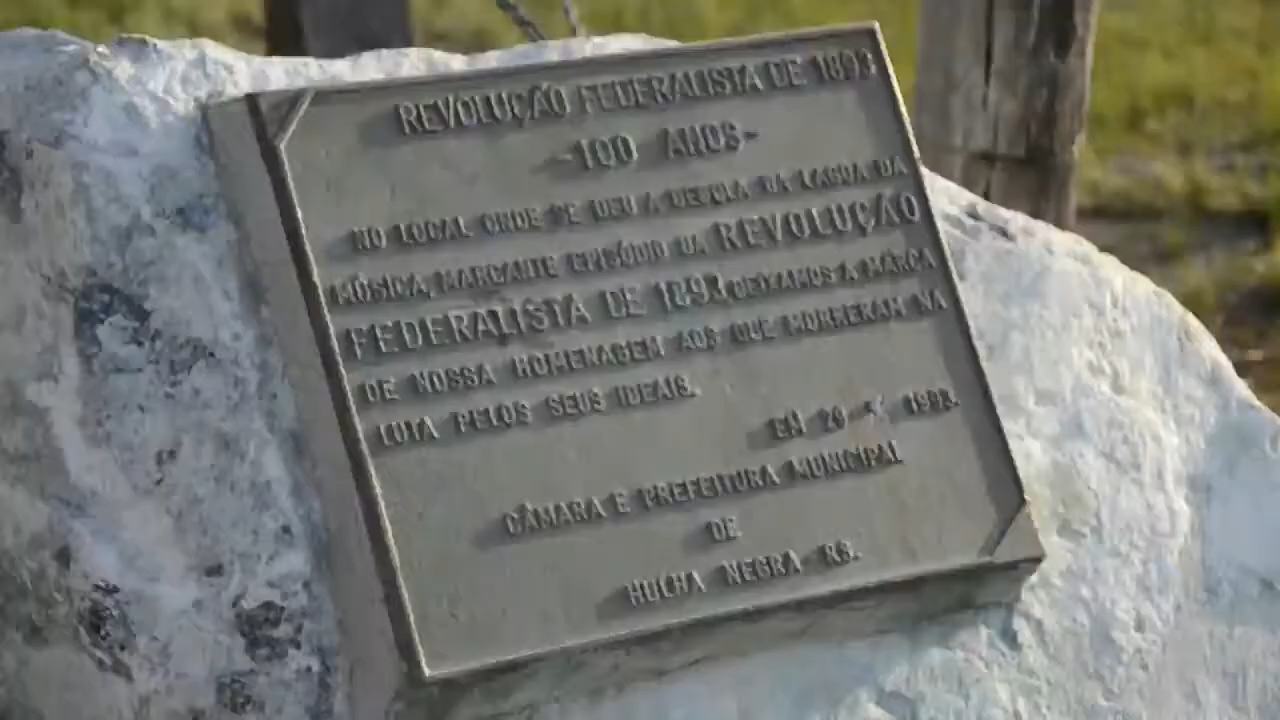 REVOLUÇÃO FEDERALISTA DE 1893
-100 ANOS-
NO LOCAL ONDE SE DEU A DEGOLA DA LAGOA DA
MÚSICA, MARCANTE EPISÓDIO DA REVOLUÇÃO
FEDERALISTA DE 1893, DEIXAMOS A MARCA
DE NOSSA HOMENAGEM AOS QUE MORRERAM NA
LUTA PELOS SEUS IDEAIS.
EM 1993.
CÂMARA E PREFEITURA MUNICIPAL
DE
HULHA NEGRA RS.